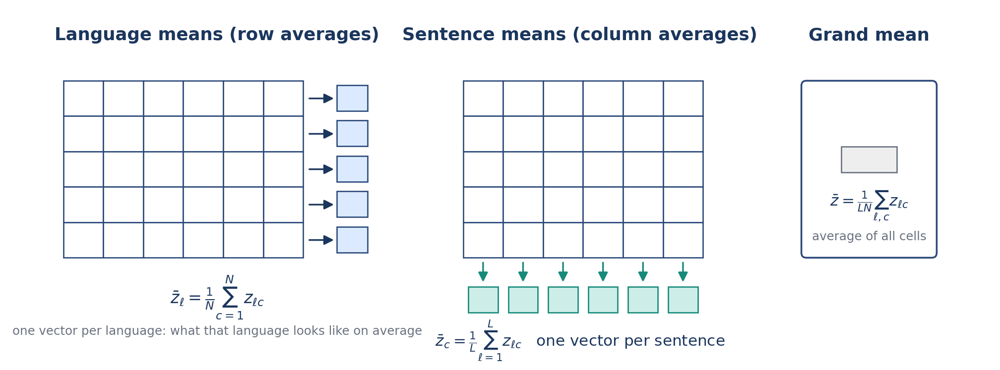 Language means (row averages)
z̄_ℓ = 1/N ∑_{c=1}^{N} z_{ℓc}
one vector per language: what that language looks like on average
Sentence means (column averages)
z̄_c = 1/L ∑_{ℓ=1}^{L} z_{ℓc} one vector per sentence
Grand mean
z̄ = 1/LN ∑_{ℓ,c} z_{ℓc}
average of all cells